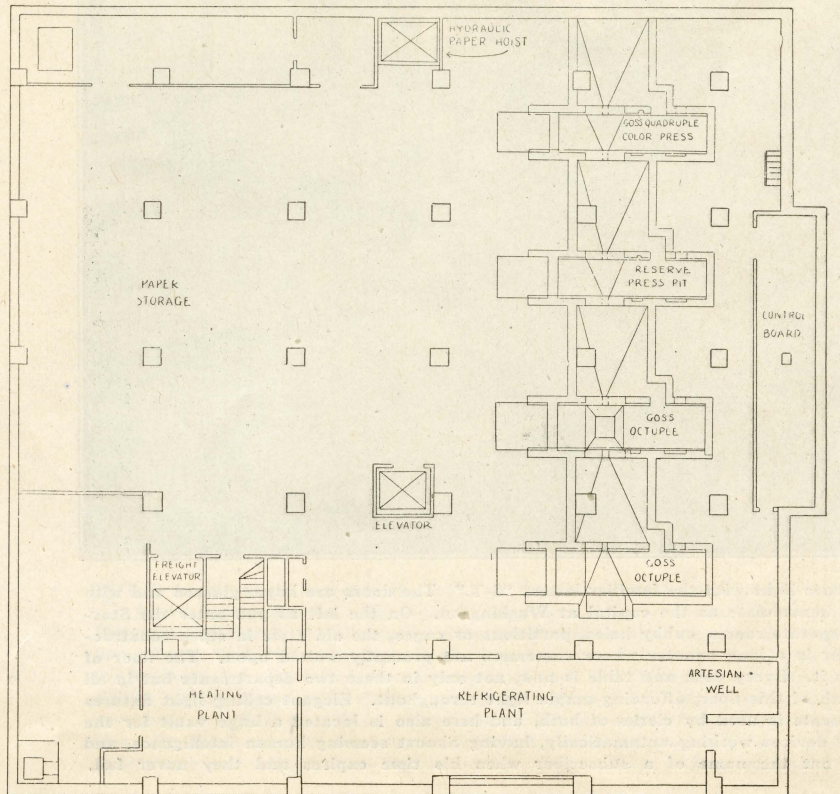 HYDRAULIC
PAPER HOIST
GOSS QUADRUPLE
COLOR PRESS
RESERVE
PRESS PIT
PAPER
STORAGE
CONTROL
BOARD
GOSS
OCTUPLE
ELEVATOR
FREIGHT
ELEVATOR
GOSS
OCTUPLE
HEATING
PLANT
REFRIGERATING
PLANT
ARTESIAN
WELL